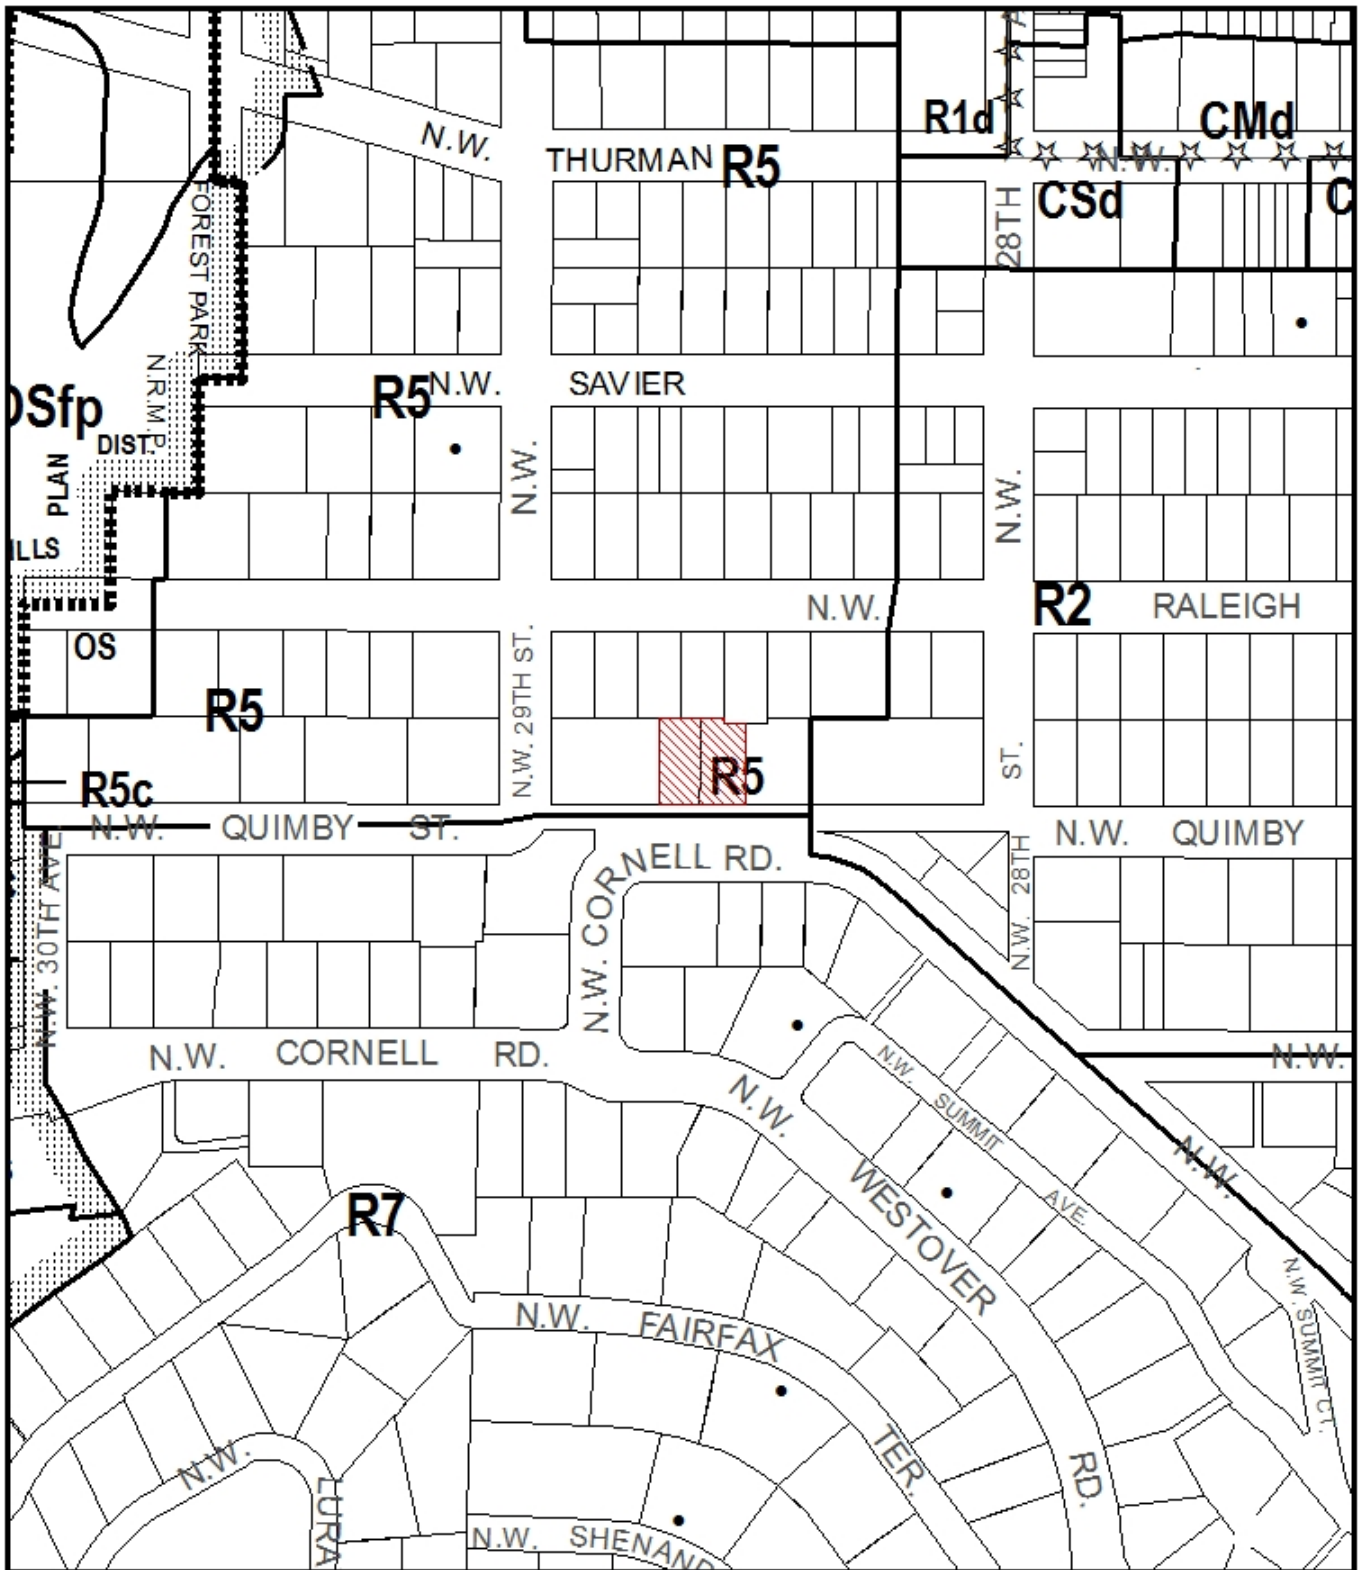 R1d
CMd
N.W.
THURMAN
R5
N.W.
28TH
CSd
C
FOREST PARK
N.R.M.P.
R5
N.W.
SAVIER
OSfp
DIST.
PLAN
N.W.
N.W.
ILLS
N.W.
R2
RALEIGH
OS
R5
N.W. 29TH ST.
R5
ST.
R5c
N.W.
QUIMBY
ST.
N.W. CORNELL RD.
N.W.
QUIMBY
N.W. 28TH
N.W. 30TH AVE.
N.W.
CORNELL
RD.
N.W.
N.W.
SUMMIT
AVE.
N.W.
WESTOVER
RD.
N.W.
R7
N.W. SUMMIT CT.
N.W.
FAIRFAX
TER.
N.W.
LURA
N.W.
SHENAND